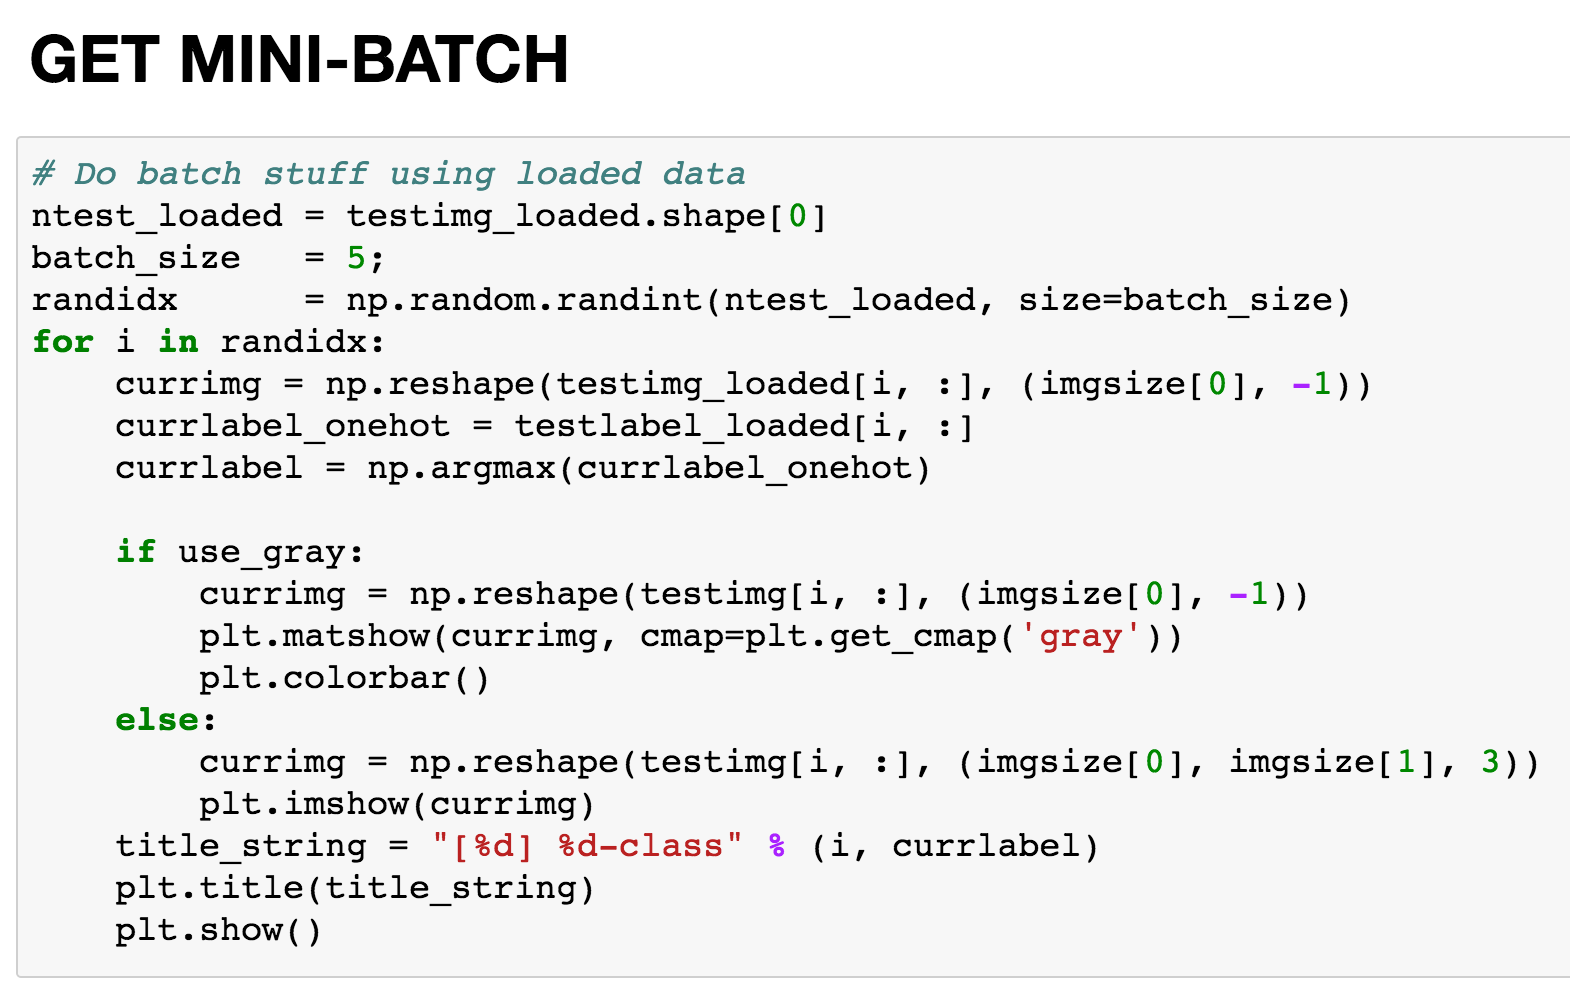 GET MINI-BATCH
# Do batch stuff using loaded data
ntest_loaded = testimg_loaded.shape[0]
batch_size   = 5;
randidx      = np.random.randint(ntest_loaded, size=batch_size)
for i in randidx:
    currimg = np.reshape(testimg_loaded[i, :], (imgsize[0], -1))
    currlabel_onehot = testlabel_loaded[i, :]
    currlabel = np.argmax(currlabel_onehot)

    if use_gray:
        currimg = np.reshape(testimg[i, :], (imgsize[0], -1))
        plt.matshow(currimg, cmap=plt.get_cmap('gray'))
        plt.colorbar()
    else:
        currimg = np.reshape(testimg[i, :], (imgsize[0], imgsize[1], 3))
        plt.imshow(currimg)
    title_string = "[%d] %d-class" % (i, currlabel)
    plt.title(title_string)
    plt.show()